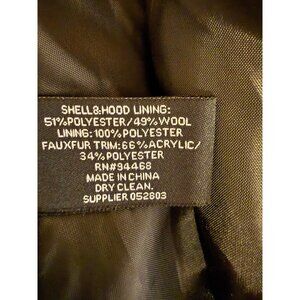 SHELL&HOOD LINING:
51%POLYESTER/49%WOOL
LINING:100%POLYESTER
FAUXFUR TRIM:66%ACRYLIC/
34%POLYESTER
RN#94468
MADE IN CHINA
DRY CLEAN.
SUPPLIER 052803